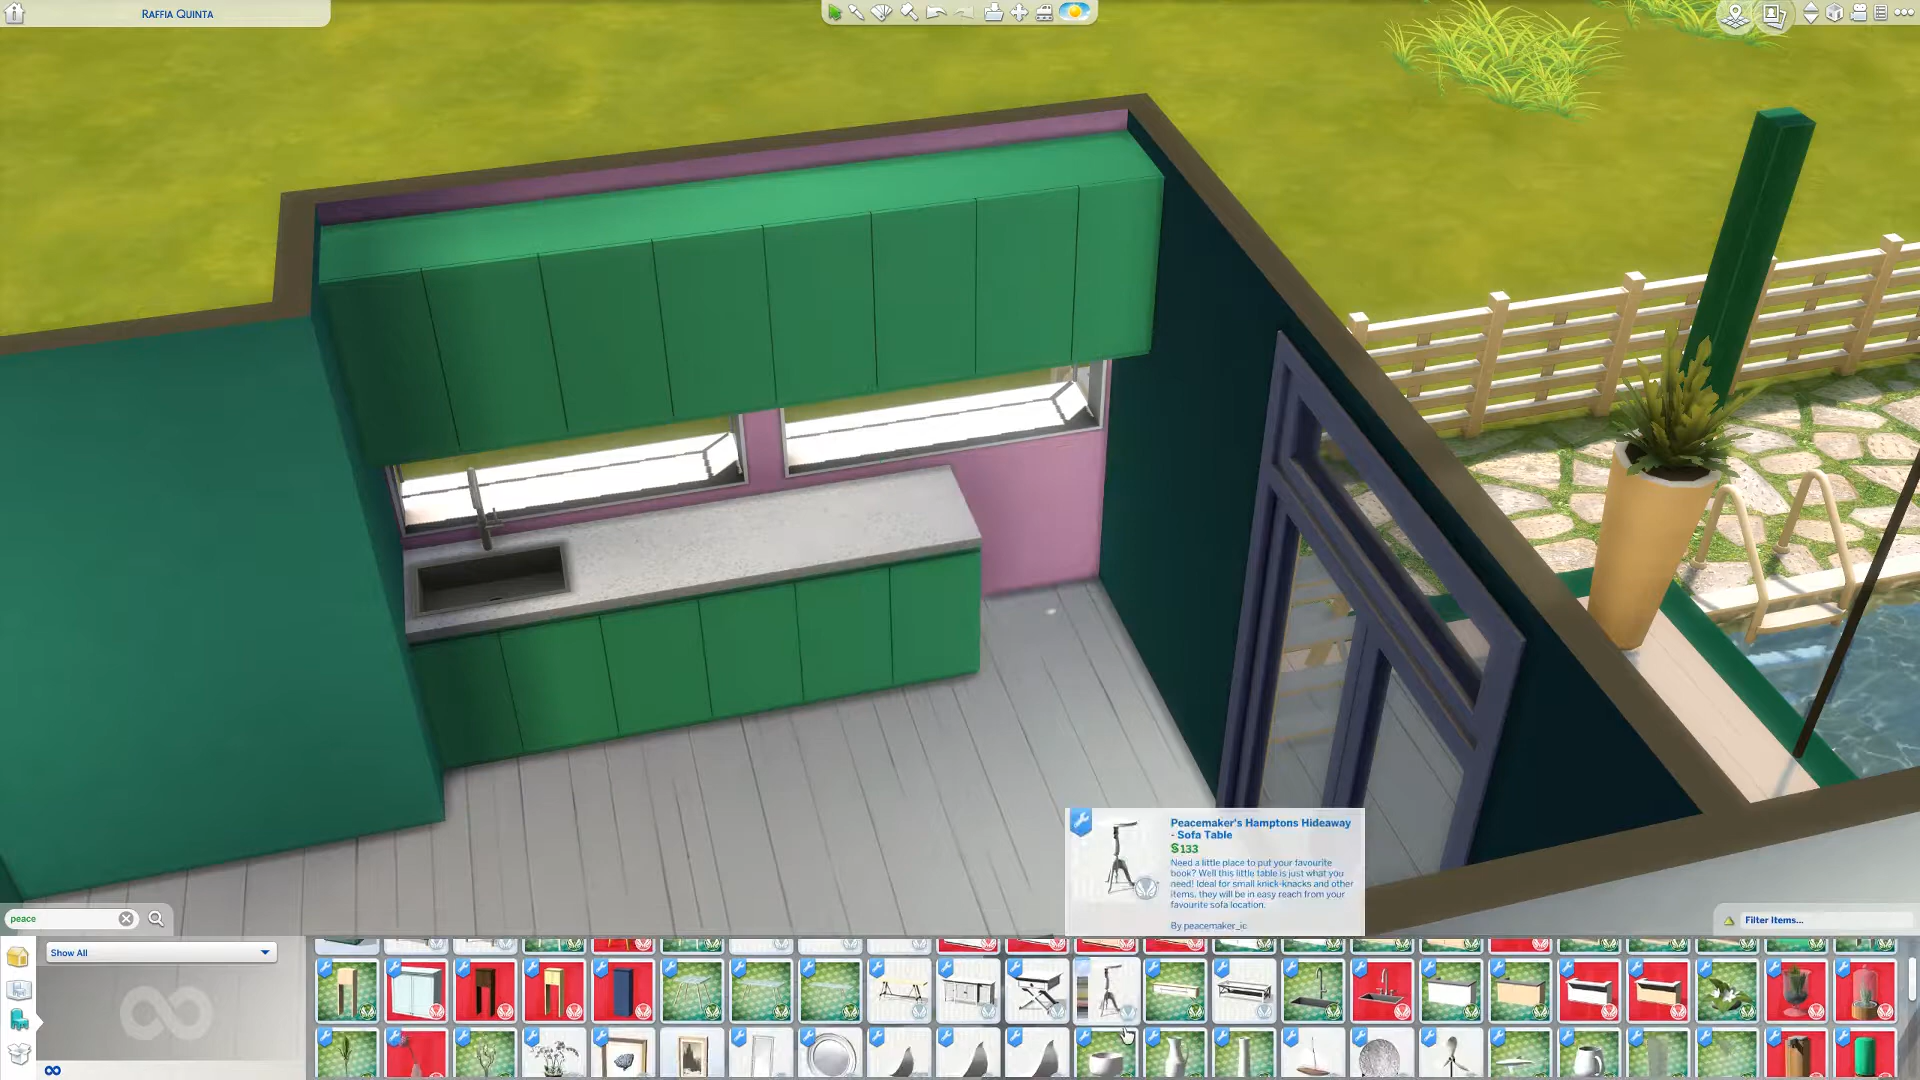 Raffia Quinta
Peacemaker's Hamptons Hideaway
- Sofa Table
$133
Need a little place to put your favourite
book? Well this little table is just what you
need! Ideal for small knick-knacks and other
items, they will be in easy reach from your
favourite sofa location.
By peacemaker_ic
peace
Filter Items...
Show All